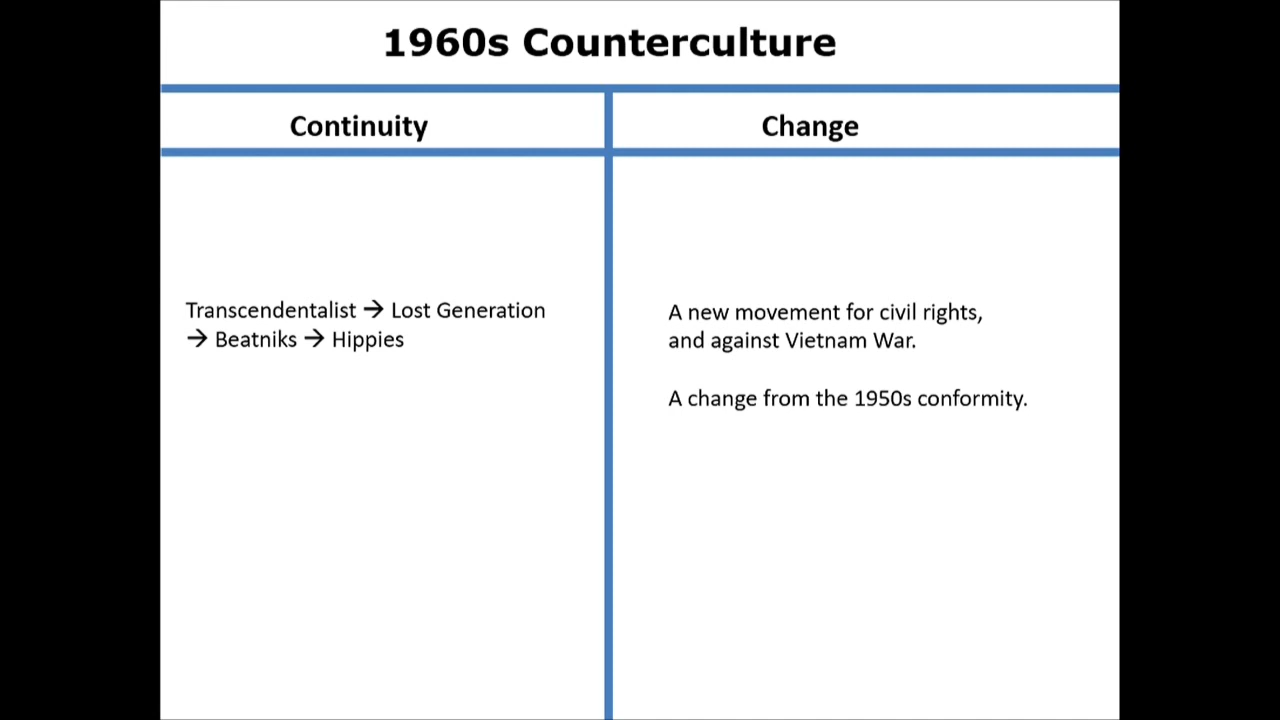 1960s Counterculture
Continuity
Change
Transcendentalist → Lost Generation
→ Beatniks → Hippies
A new movement for civil rights,
and against Vietnam War.
A change from the 1950s conformity.